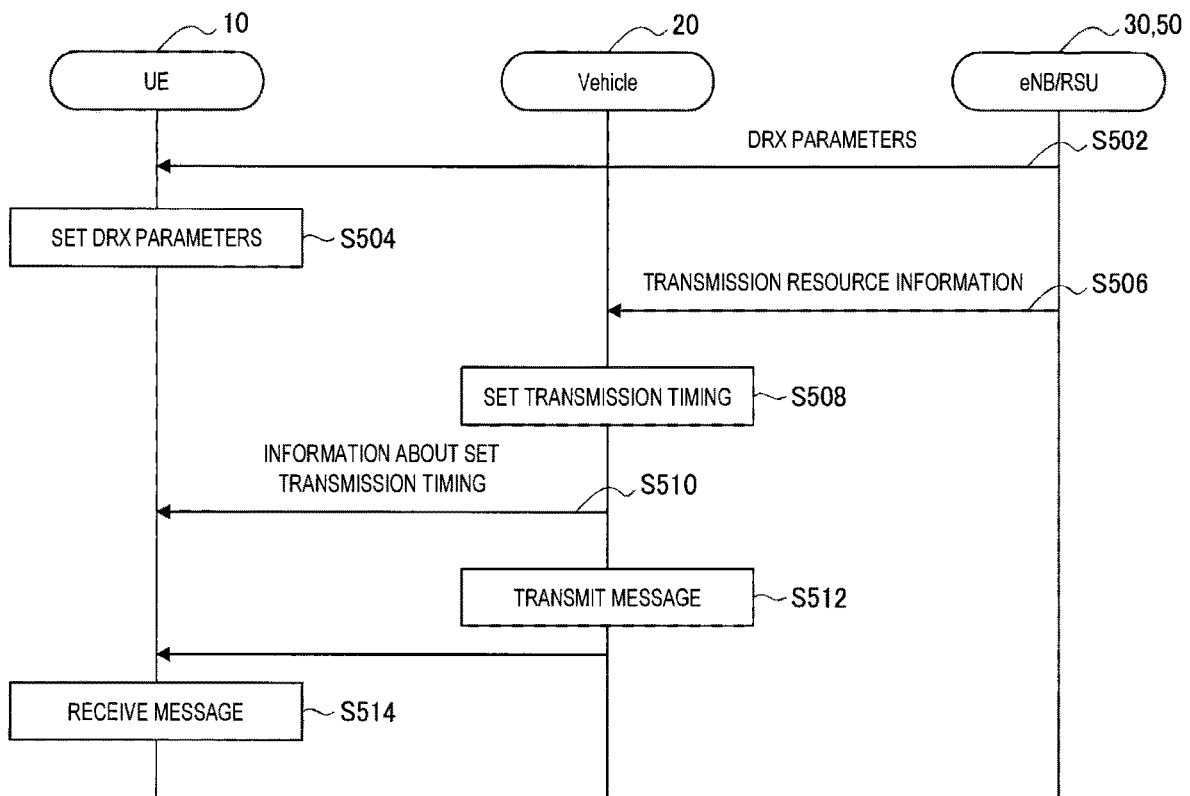 10
20
30,50
UE
Vehicle
eNB/RSU
DRX PARAMETERS
S502
SET DRX PARAMETERS
S504
TRANSMISSION RESOURCE INFORMATION
S506
SET TRANSMISSION TIMING
S508
INFORMATION ABOUT SET
TRANSMISSION TIMING
S510
TRANSMIT MESSAGE
S512
RECEIVE MESSAGE
S514